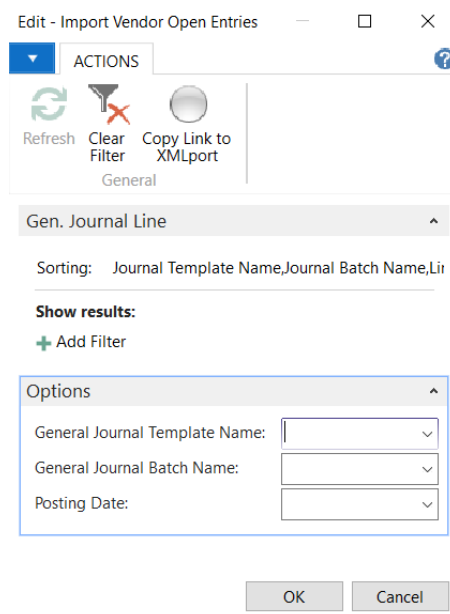 Edit - Import Vendor Open Entries
ACTIONS
?
Refresh
Clear Filter
Copy Link to XMLport
General
Gen. Journal Line
Sorting: Journal Template Name,Journal Batch Name,Lin
Show results:
Add Filter
Options
General Journal Template Name:
General Journal Batch Name:
Posting Date:
OK Cancel